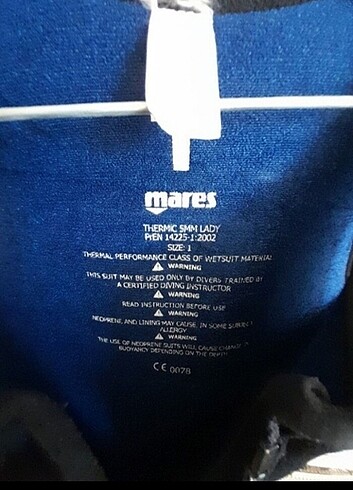 mares
THERMIC 5MM LADY
PrEN 14225-1:2002
SIZE: 1
THERMAL PERFORMANCE CLASS OF WETSUIT MATERIAL
WARNING
THIS SUIT MAY BE USED ONLY BY DIVERS TRAINED BY
A CERTIFIED DIVING INSTRUCTOR
WARNING
READ INSTRUCTION BEFORE USE
WARNING
NEOPRENE AND LINING MAY CAUSE IN SOME
ALLERGY
WARNING
THE USE OF NEOPRENE SUITS WILL CAUSE CHANGE
BUOYANCY DEPENDING ON THE DEPTH
CE 0078